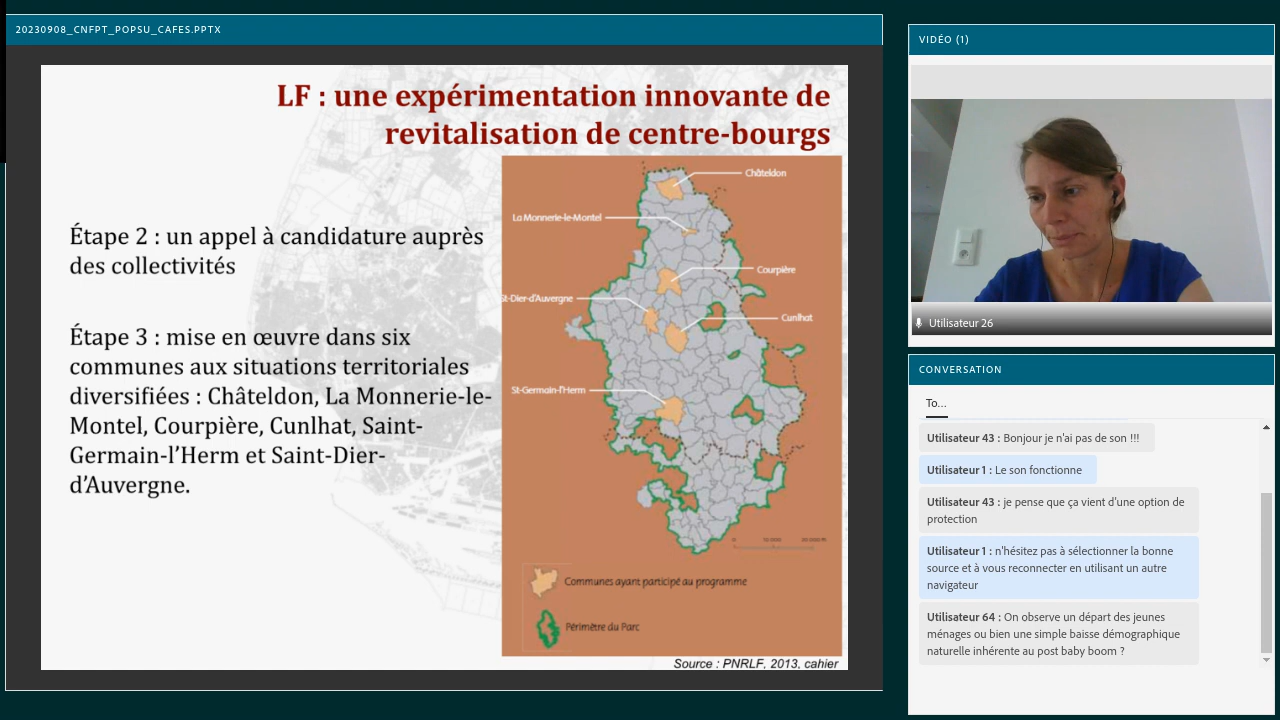 20230908_CNFPT_POPSU_CAFES.PPTX
LF : une expérimentation innovante de
revitalisation de centre-bourgs
Étape 2 : un appel à candidature auprès
des collectivités
Étape 3 : mise en œuvre dans six
communes aux situations territoriales
diversifiées : Châteldon, La Monnerie-le-
Montel, Courpière, Cunlhat, Saint-
Germain-l’Herm et Saint-Dier-
d’Auvergne.
Châteldon
La Monnerie-le-Montel
Courpière
St-Dier-d'Auvergne
Cunlhat
St-Germain-l'Herm
Communes ayant participé au programme
Périmètre du Parc
Source : PNRLF, 2013, cahier
VIDÉO (1)
Utilisateur 26
CONVERSATION
To...
Utilisateur 43 : Bonjour je n'ai pas de son !!!
Utilisateur 1 : Le son fonctionne
Utilisateur 43 : je pense que ça vient d'une option de
protection
Utilisateur 1 : n'hésitez pas à sélectionner la bonne
source et à vous reconnecter en utilisant un autre
navigateur
Utilisateur 64 : On observe un départ des jeunes
ménages ou bien une simple baisse démographique
naturelle inhérente au post baby boom ?